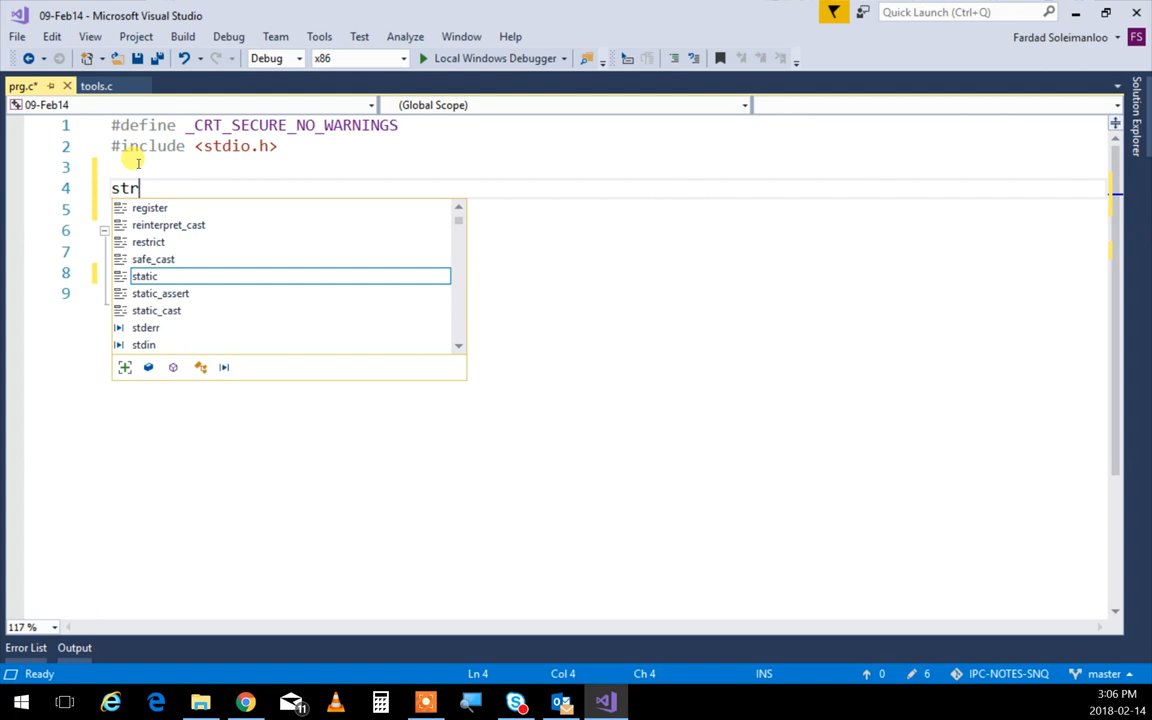 09-Feb14 - Microsoft Visual Studio
Quick Launch (Ctrl+Q)
File Edit View Project Build Debug Team Tools Test Analyze Window Help
Fardad Soleimanloo FS
Debug x86 Local Windows Debugger
prg.c* tools.c
09-Feb14 (Global Scope)
1 #define _CRT_SECURE_NO_WARNINGS
2 #include <stdio.h>
3
4 str
5 register
6 reinterpret_cast
restrict
7 safe_cast
8 static
9 static_assert
static_cast
stderr
stdin
Solution Explorer
117 %
Error List Output
Ready Ln 4 Col 4 Ch 4 INS 0 6 IPC-NOTES-SNQ master
11
3:06 PM
2018-02-14